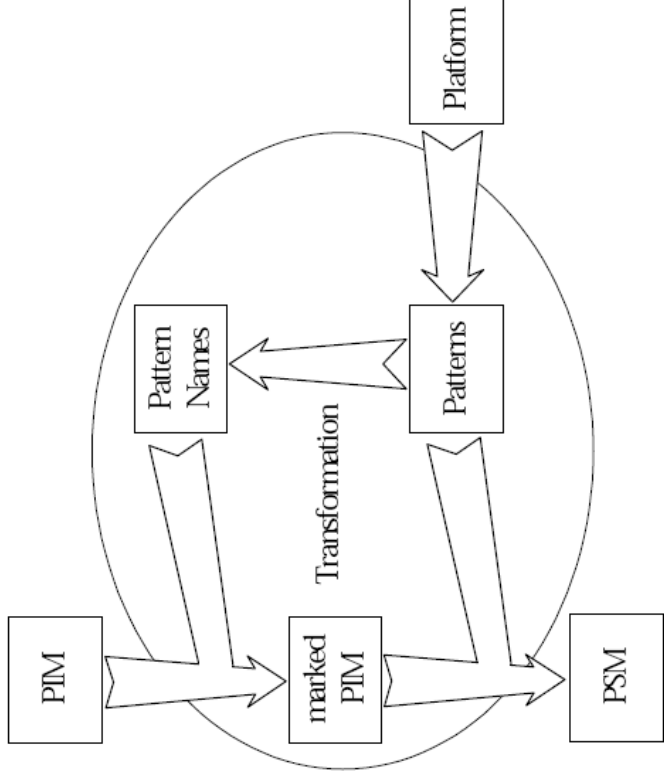 PIM
Pattern
Names
Platform
Transformation
marked
PIM
Patterns
PSM